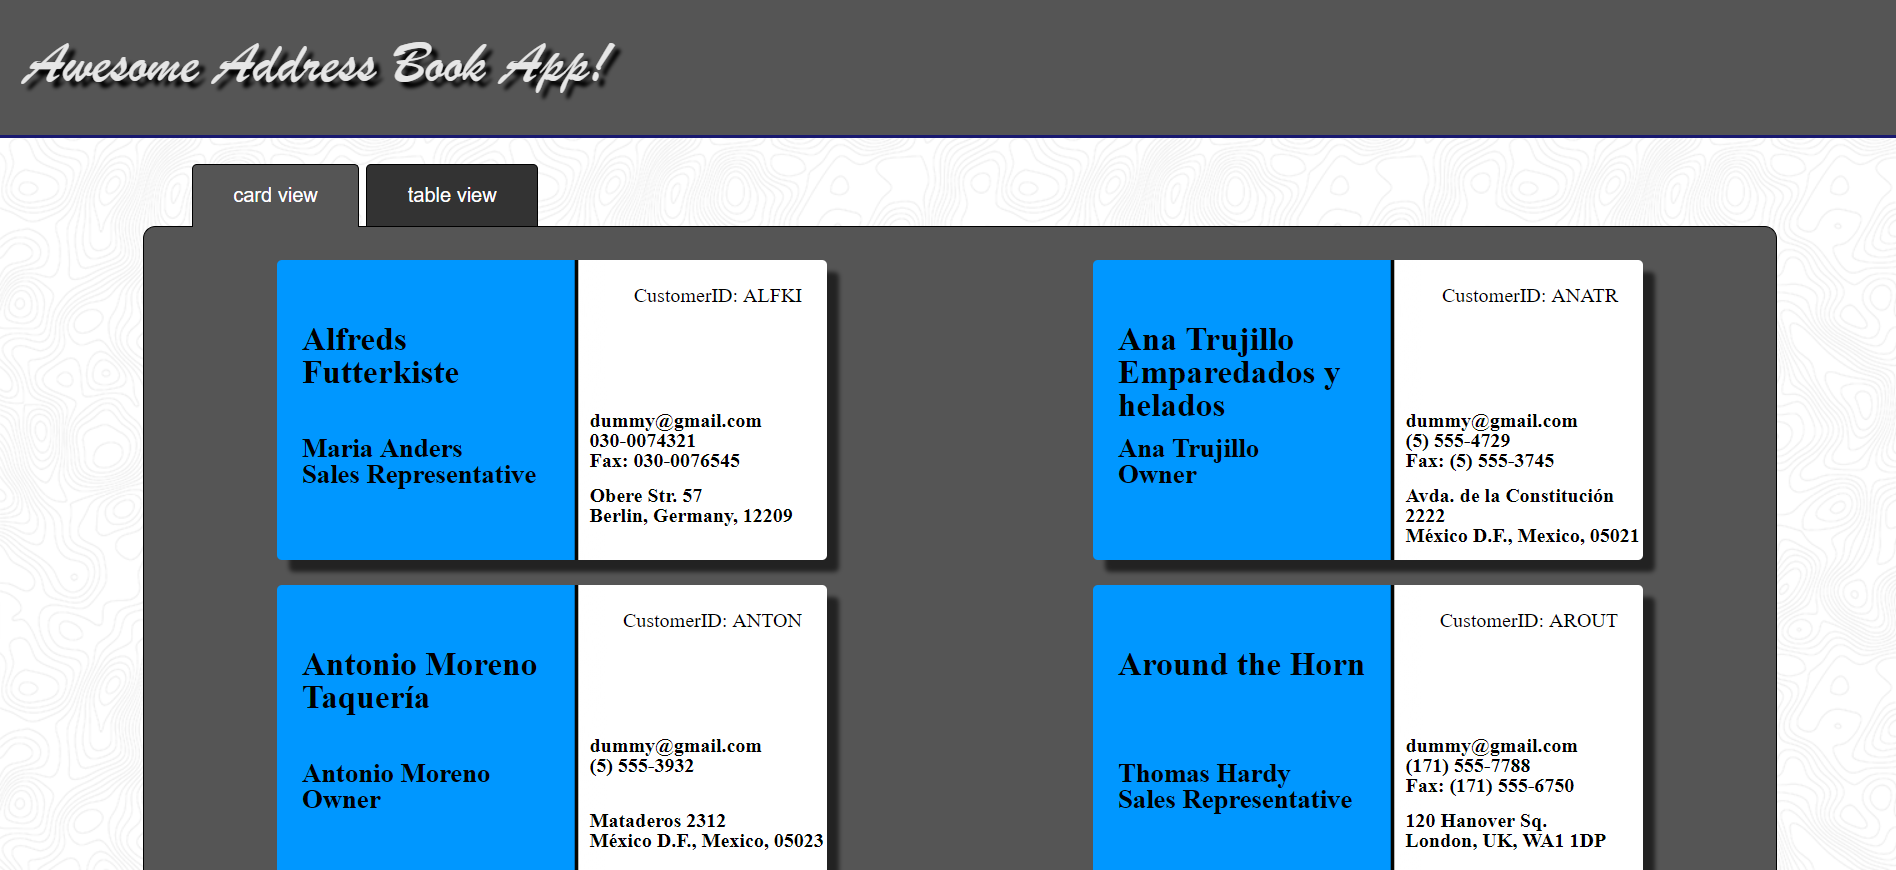 Awesome Address Book App!
card view
table view
CustomerID: ALFKI
Alfreds
Futterkiste
Maria Anders
Sales Representative
dummy@gmail.com
030-0074321
Fax: 030-0076545
Obere Str. 57
Berlin, Germany, 12209
CustomerID: ANATR
Ana Trujillo
Emparedados y
helados
Ana Trujillo
Owner
dummy@gmail.com
(5) 555-4729
Fax: (5) 555-3745
Avda. de la Constitución
2222
México D.F., Mexico, 05021
CustomerID: ANTON
Antonio Moreno
Taquería
Antonio Moreno
Owner
dummy@gmail.com
(5) 555-3932
Mataderos 2312
México D.F., Mexico, 05023
CustomerID: AROUT
Around the Horn
Thomas Hardy
Sales Representative
dummy@gmail.com
(171) 555-7788
Fax: (171) 555-6750
120 Hanover Sq.
London, UK, WA1 1DP